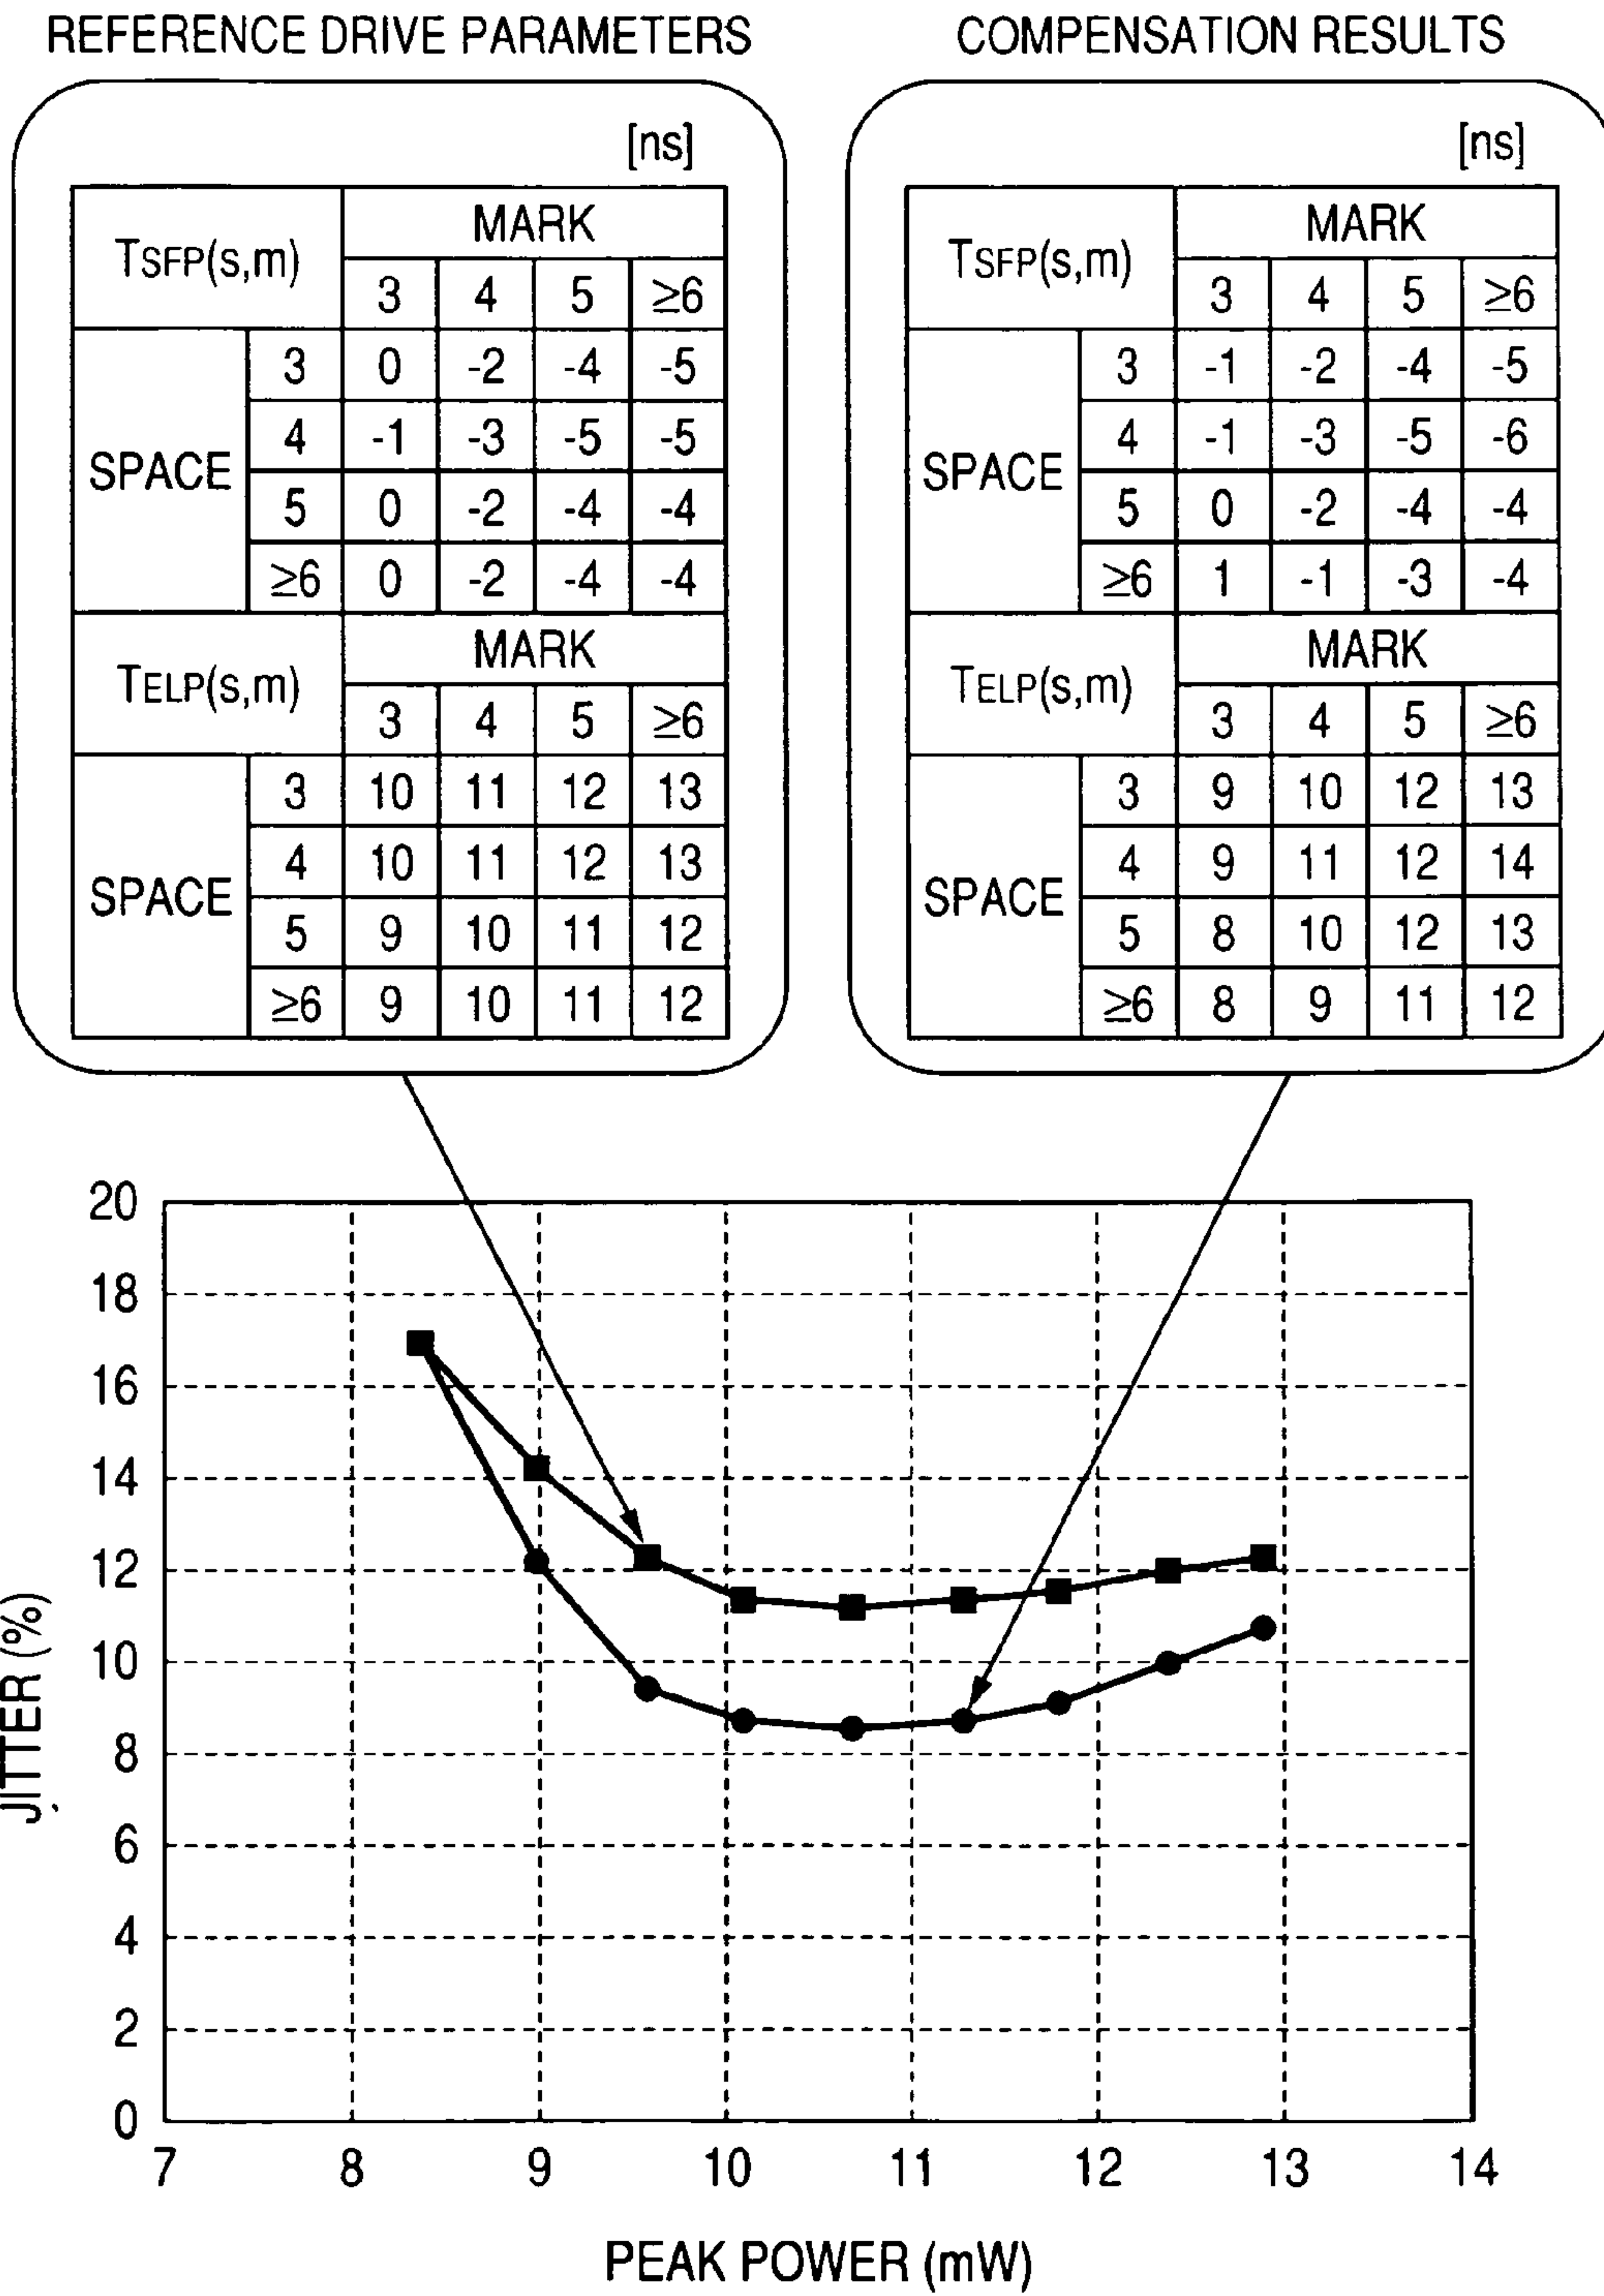 REFERENCE DRIVE PARAMETERS
[ns]
TSFP(s,m) MARK
3 4 5 ≥6
SPACE 3 0 -2 -4 -5
4 -1 -3 -5 -5
5 0 -2 -4 -4
≥6 0 -2 -4 -4
TELP(s,m) MARK
3 4 5 ≥6
SPACE 3 10 11 12 13
4 10 11 12 13
5 9 10 11 12
≥6 9 10 11 12
COMPENSATION RESULTS
[ns]
TSFP(s,m) MARK
3 4 5 ≥6
SPACE 3 -1 -2 -4 -5
4 -1 -3 -5 -6
5 0 -2 -4 -4
≥6 1 -1 -3 -4
TELP(s,m) MARK
3 4 5 ≥6
SPACE 3 9 10 12 13
4 9 11 12 14
5 8 10 12 13
≥6 8 9 11 12
JITTER (%)
20
18
16
14
12
10
8
6
4
2
0
7 8 9 10 11 12 13 14
PEAK POWER (mW)